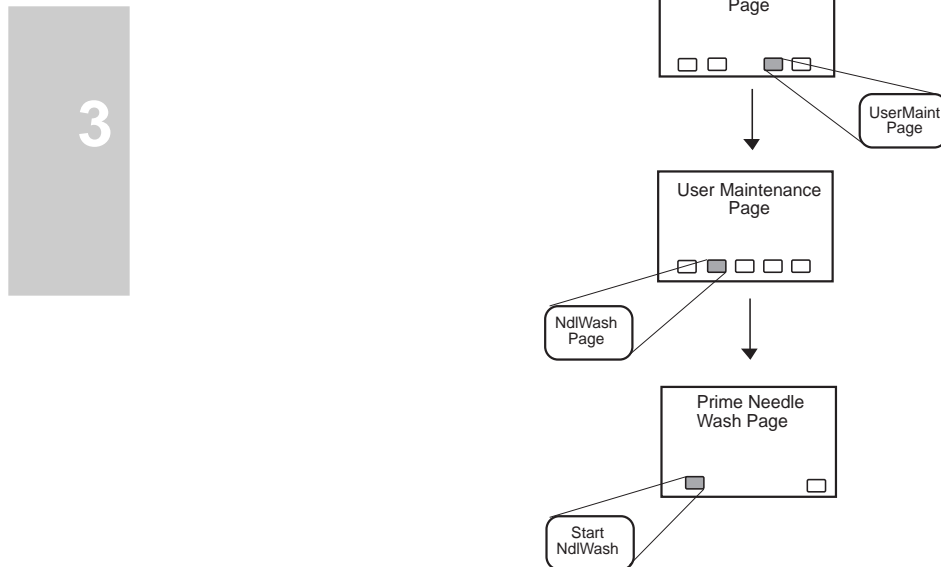 3
Page
UserMaint
Page
User Maintenance
Page
NdlWash
Page
Prime Needle
Wash Page
Start
NdlWash